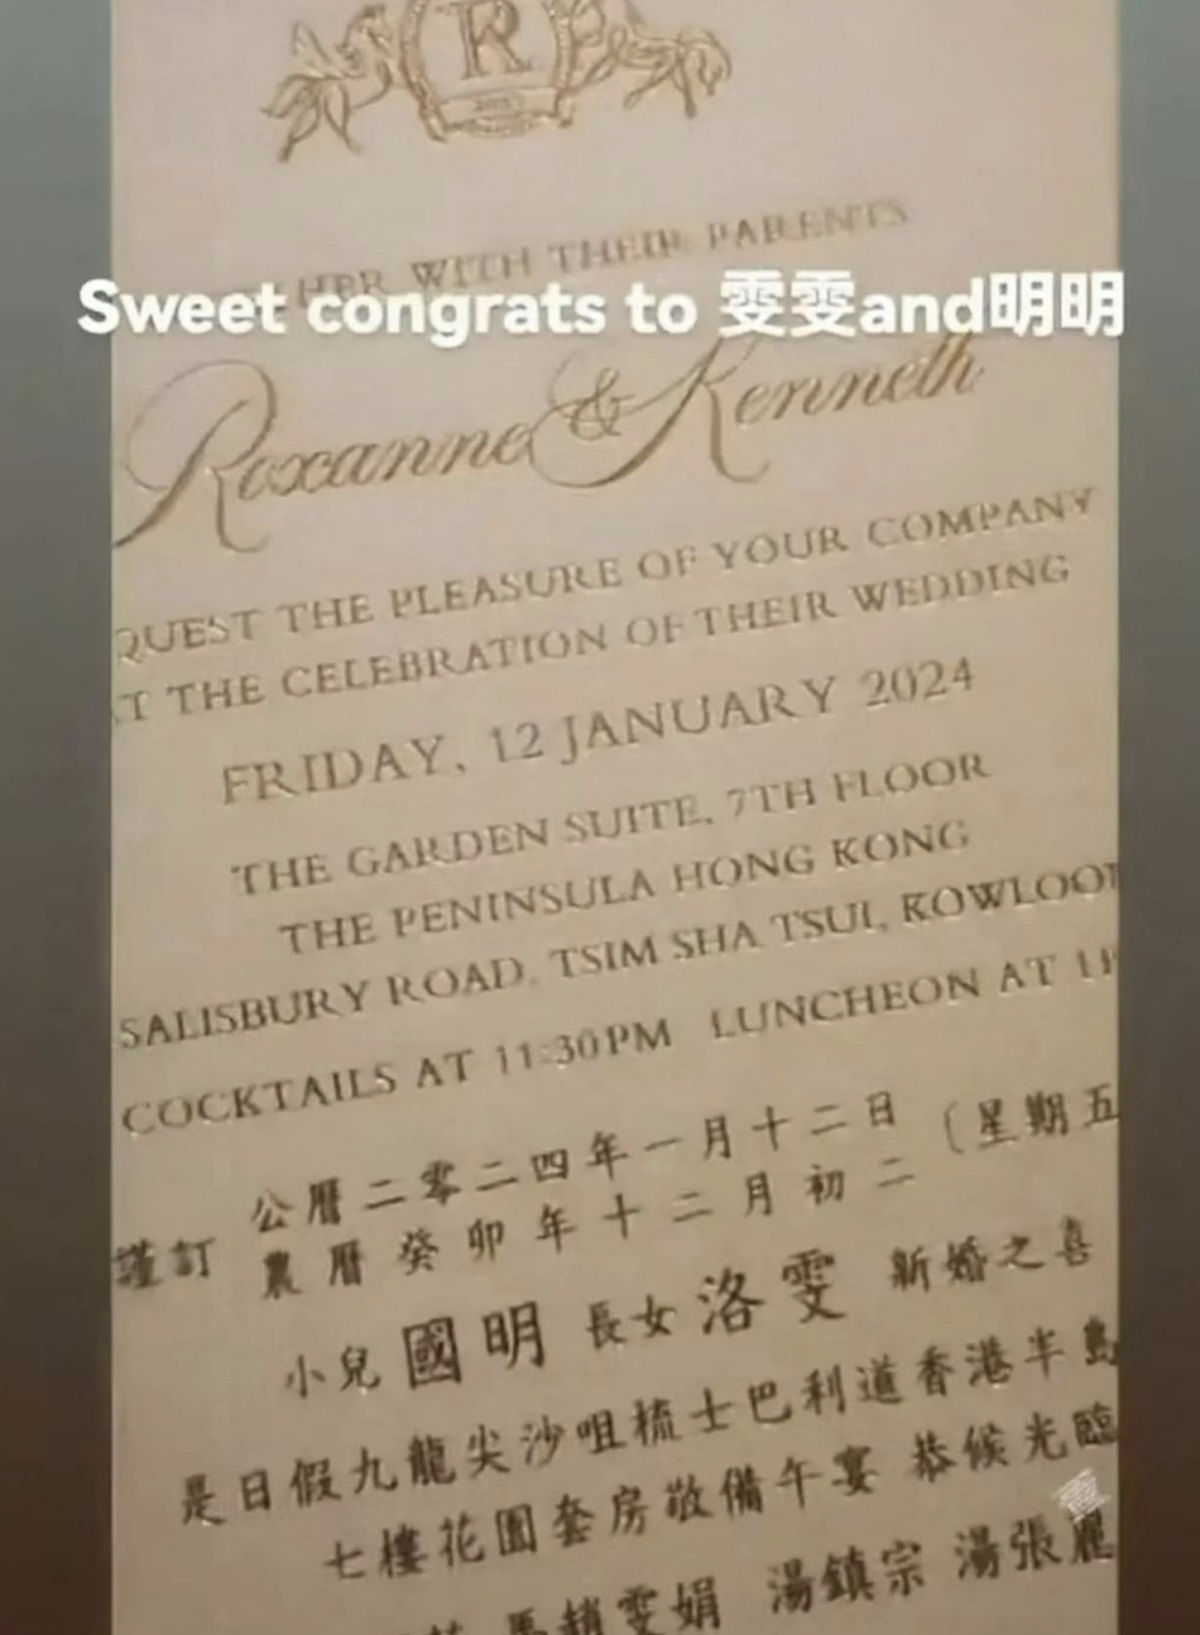 R
HER WITH THEIR PARENTS
Sweet congrats to 雯雯and明明
Roxanne & Kenneth
QUEST THE PLEASURE OF YOUR COMPANY
T THE CELEBRATION OF THEIR WEDDING
FRIDAY, 12 JANUARY 2024
THE GARDEN SUITE, 7TH FLOOR
THE PENINSULA HONG KONG
SALISBURY ROAD, TSIM SHA TSUI, KOWLOO
COCKTAILS AT 11:30PM LUNCHEON AT 1P
公曆二零二四年一月十二日（星期五
謹訂 農曆癸卯年十二月初二
小兒國明 長女洛雯 新婚之喜
是日假九龍尖沙咀梳士巴利道香港半島
七樓花園套房敬備午宴 恭候光臨
馬趙雯娟 湯鎮宗 湯張